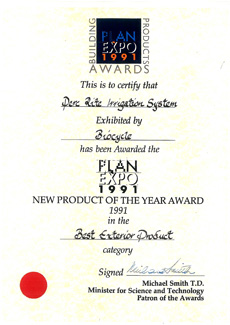 BUILDING PRODUCTS
PLAN
EXPO
1991
AWARDS
This is to certify that
Perc Rite Irrigation System
Exhibited by
Biocycle
has been Awarded the
PLAN
EXPO
1991
NEW PRODUCT OF THE YEAR AWARD
1991
in the
Best Exterior Product
category
Signed Michael Smith
Michael Smith T.D.
Minister for Science and Technology
Patron of the Awards